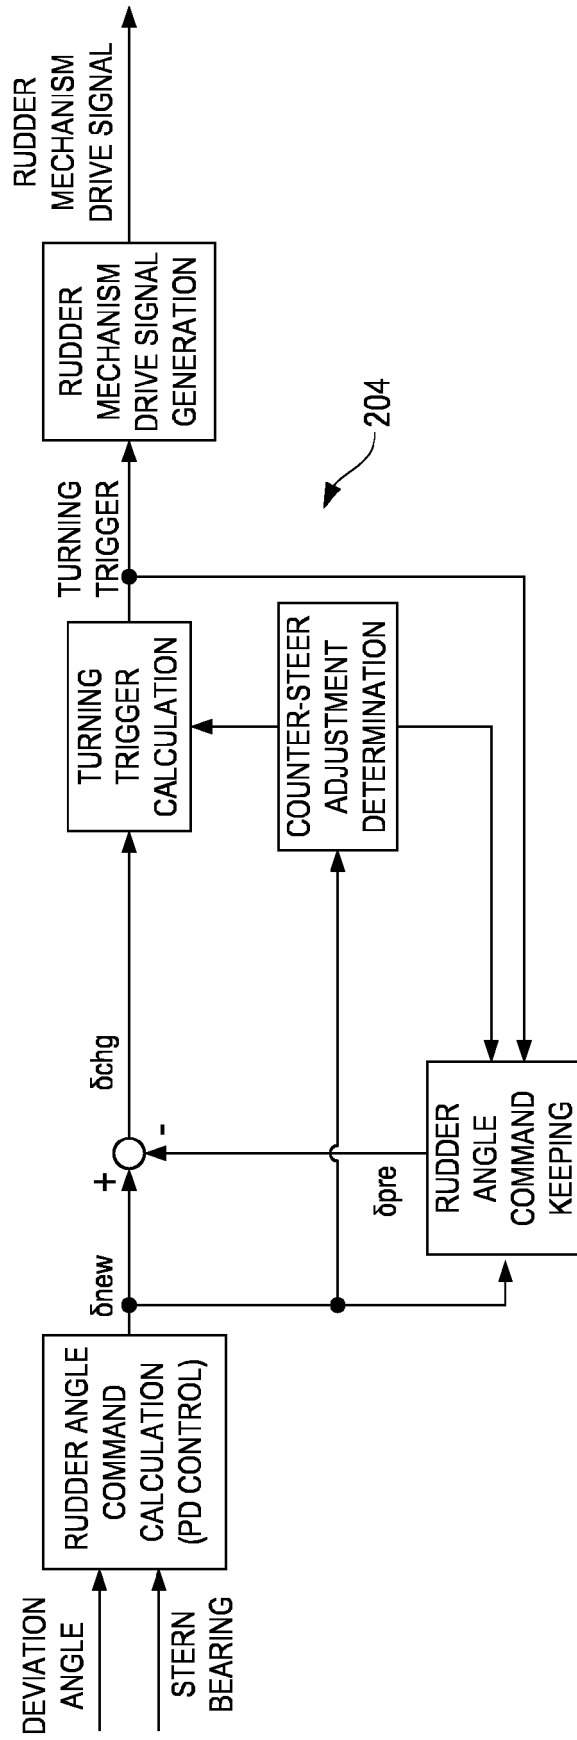 DEVIATION
ANGLE
STERN
BEARING
RUDDER ANGLE
COMMAND
CALCULATION
(PD CONTROL)
δnew
+
-
δchg
δpre
RUDDER
ANGLE
COMMAND
KEEPING
TURNING
TRIGGER
CALCULATION
COUNTER-STEER
ADJUSTMENT
DETERMINATION
TURNING
TRIGGER
204
RUDDER
MECHANISM
DRIVE SIGNAL
GENERATION
RUDDER
MECHANISM
DRIVE SIGNAL